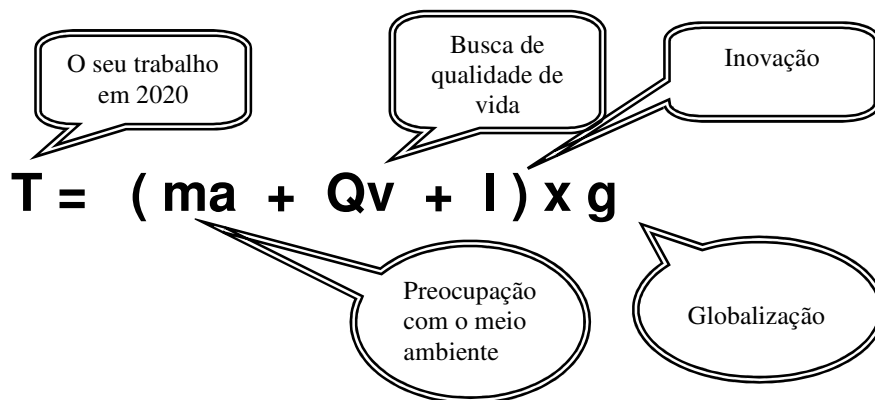 O seu trabalho
em 2020
Busca de
qualidade de
vida
Inovação
T = ( ma + Qv + I ) x g
Preocupação
com o meio
ambiente
Globalização